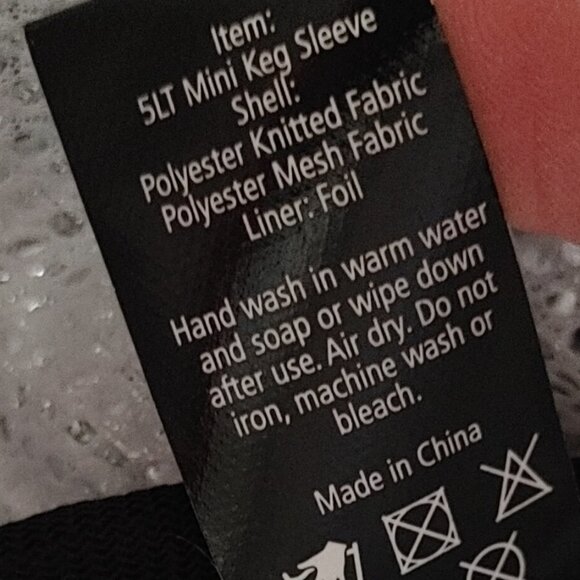 Item:
5LT Mini Keg Sleeve
Shell:
Polyester Knitted Fabric
Polyester Mesh Fabric
Liner: Foil
Hand wash in warm water
and soap or wipe down
after use. Air dry. Do not
iron, machine wash or
bleach.
Made in China